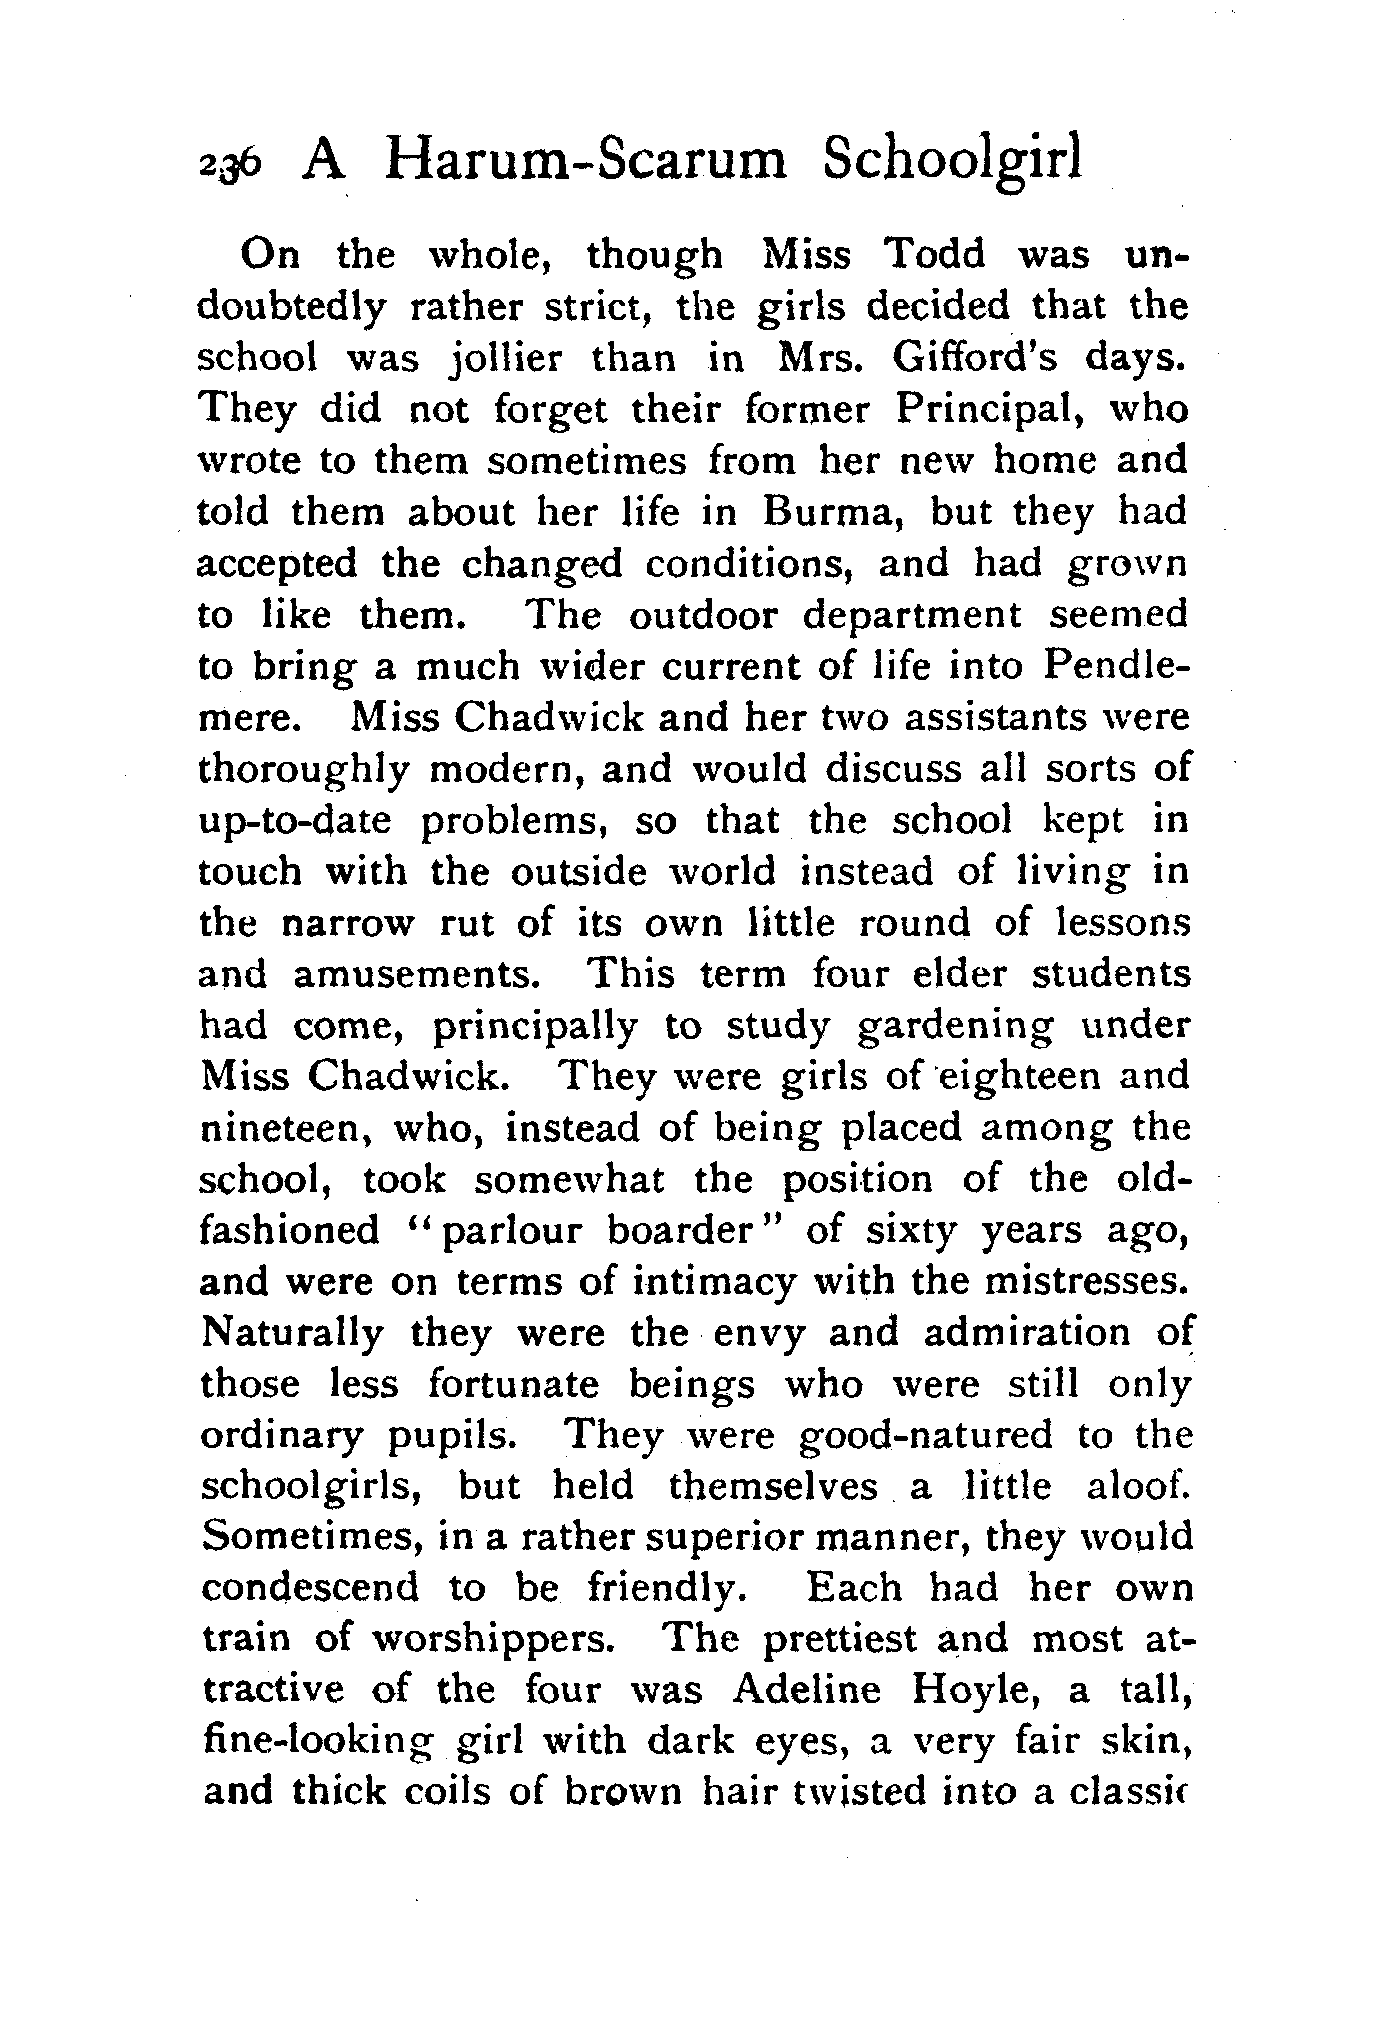 236 A Harum-Scarum Schoolgirl
On the whole, though Miss Todd was un-
doubtedly rather strict, the girls decided that the
school was jollier than in Mrs. Gifford's days.
They did not forget their former Principal, who
wrote to them sometimes from her new home and
told them about her life in Burma, but they had
accepted the changed conditions, and had grown
to like them. The outdoor department seemed
to bring a much wider current of life into Pendle-
mere. Miss Chadwick and her two assistants were
thoroughly modern, and would discuss all sorts of
up-to-date problems, so that the school kept in
touch with the outside world instead of living in
the narrow rut of its own little round of lessons
and amusements. This term four elder students
had come, principally to study gardening under
Miss Chadwick. They were girls of eighteen and
nineteen, who, instead of being placed among the
school, took somewhat the position of the old-
fashioned "parlour boarder" of sixty years ago,
and were on terms of intimacy with the mistresses.
Naturally they were the envy and admiration of
those less fortunate beings who were still only
ordinary pupils. They were good-natured to the
schoolgirls, but held themselves a little aloof.
Sometimes, in a rather superior manner, they would
condescend to be friendly. Each had her own
train of worshippers. The prettiest and most at-
tractive of the four was Adeline Hoyle, a tall,
fine-looking girl with dark eyes, a very fair skin,
and thick coils of brown hair twisted into a classic